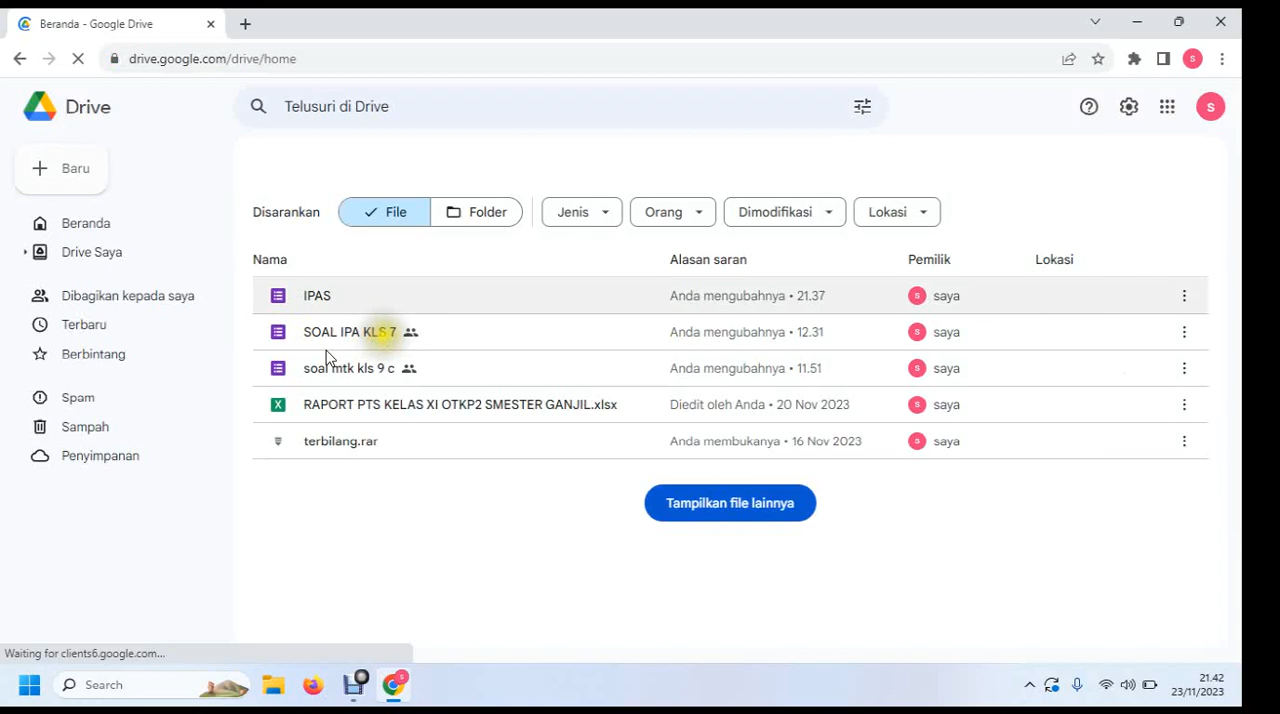 Beranda - Google Drive
drive.google.com/drive/home
S
Drive
Telusuri di Drive
S
Baru
Disarankan File Folder Jenis Orang Dimodifikasi Lokasi
Beranda
Drive Saya
Dibagikan kepada saya
Terbaru
Berbintang
Spam
Sampah
Penyimpanan
Nama Alasan saran Pemilik Lokasi
IPAS Anda mengubahnya • 21.37 S saya
SOAL IPA KLS 7 Anda mengubahnya • 12.31 S saya
soal mtk kls 9 c Anda mengubahnya • 11.51 S saya
X RAPORT PTS KELAS XI OTKP2 SMESTER GANJIL.xlsx Diedit oleh Anda • 20 Nov 2023 S saya
terbilang.rar Anda membukanya • 16 Nov 2023 S saya
Tampilkan file lainnya
Waiting for clients6.google.com...
Search
S
21.42
23/11/2023